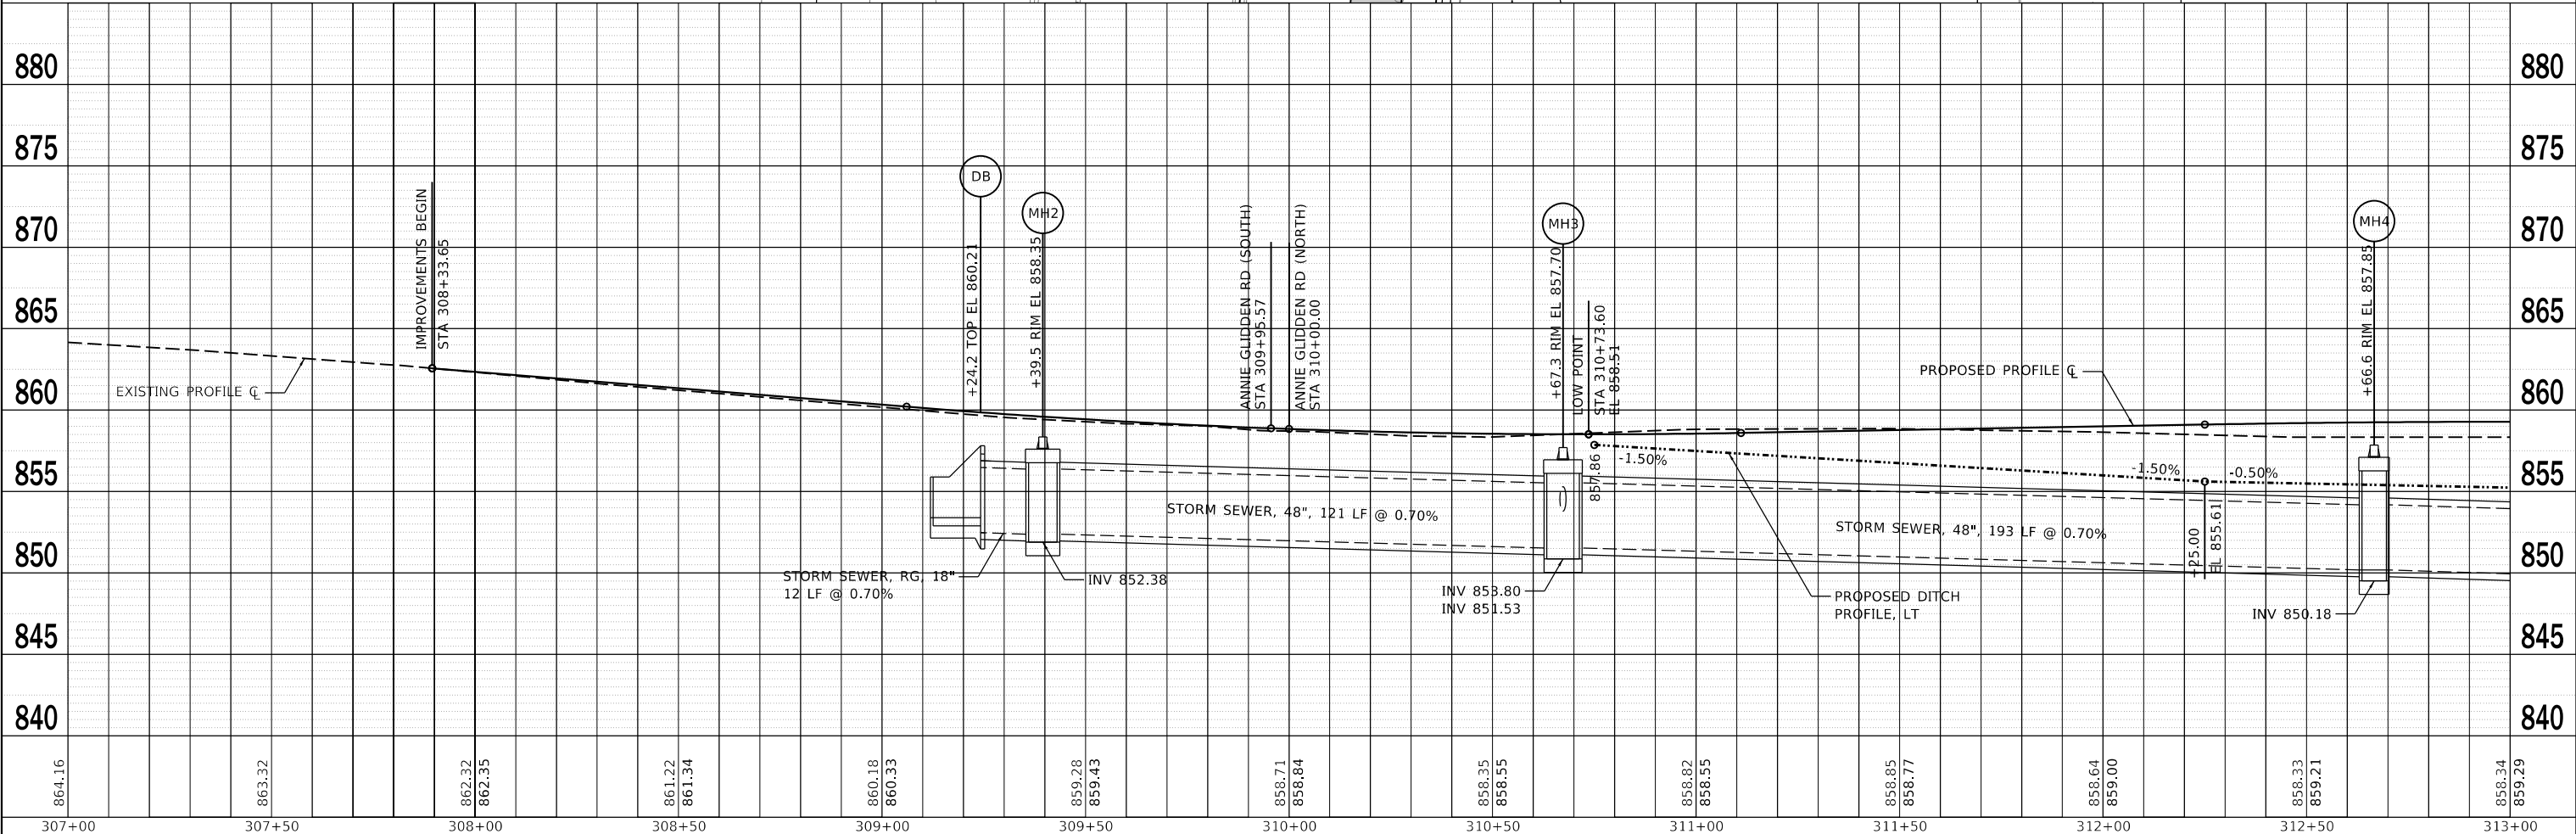 880
880
875
875
870
870
865
865
860
860
855
855
850
850
845
845
840
840
EXISTING PROFILE ℄
IMPROVEMENTS BEGIN
STA 308+33.65
DB
+24.2 TOP EL 860.21
MH2
+39.5 RIM EL 858.35
ANNIE GLIDDEN RD (SOUTH)
STA 309+95.57
ANNIE GLIDDEN RD (NORTH)
STA 310+00.00
MH3
+67.3 RIM EL 857.70
LOW POINT
STA 310+73.60
EL 858.51
PROPOSED PROFILE ℄
MH4
+66.6 RIM EL 857.85
857.86
-1.50%
-1.50%
-0.50%
STORM SEWER, 48", 121 LF @ 0.70%
STORM SEWER, 48", 193 LF @ 0.70%
+25.00
EL 855.61
STORM SEWER, RG, 18"
12 LF @ 0.70%
INV 852.38
INV 853.80
INV 851.53
PROPOSED DITCH
PROFILE, LT
INV 850.18
864.16
863.32
862.32
862.35
861.22
861.34
860.18
860.33
859.28
859.43
858.71
858.84
858.35
858.55
858.82
858.55
858.85
858.77
858.64
859.00
858.33
859.21
858.34
859.29
307+00
307+50
308+00
308+50
309+00
309+50
310+00
310+50
311+00
311+50
312+00
312+50
313+00